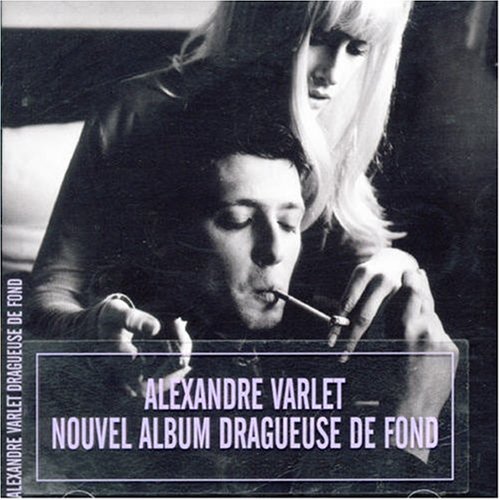 ALEXANDRE VARLET DRAGUEUSE DE FOND
ALEXANDRE VARLET
NOUVEL ALBUM DRAGUEUSE DE FOND